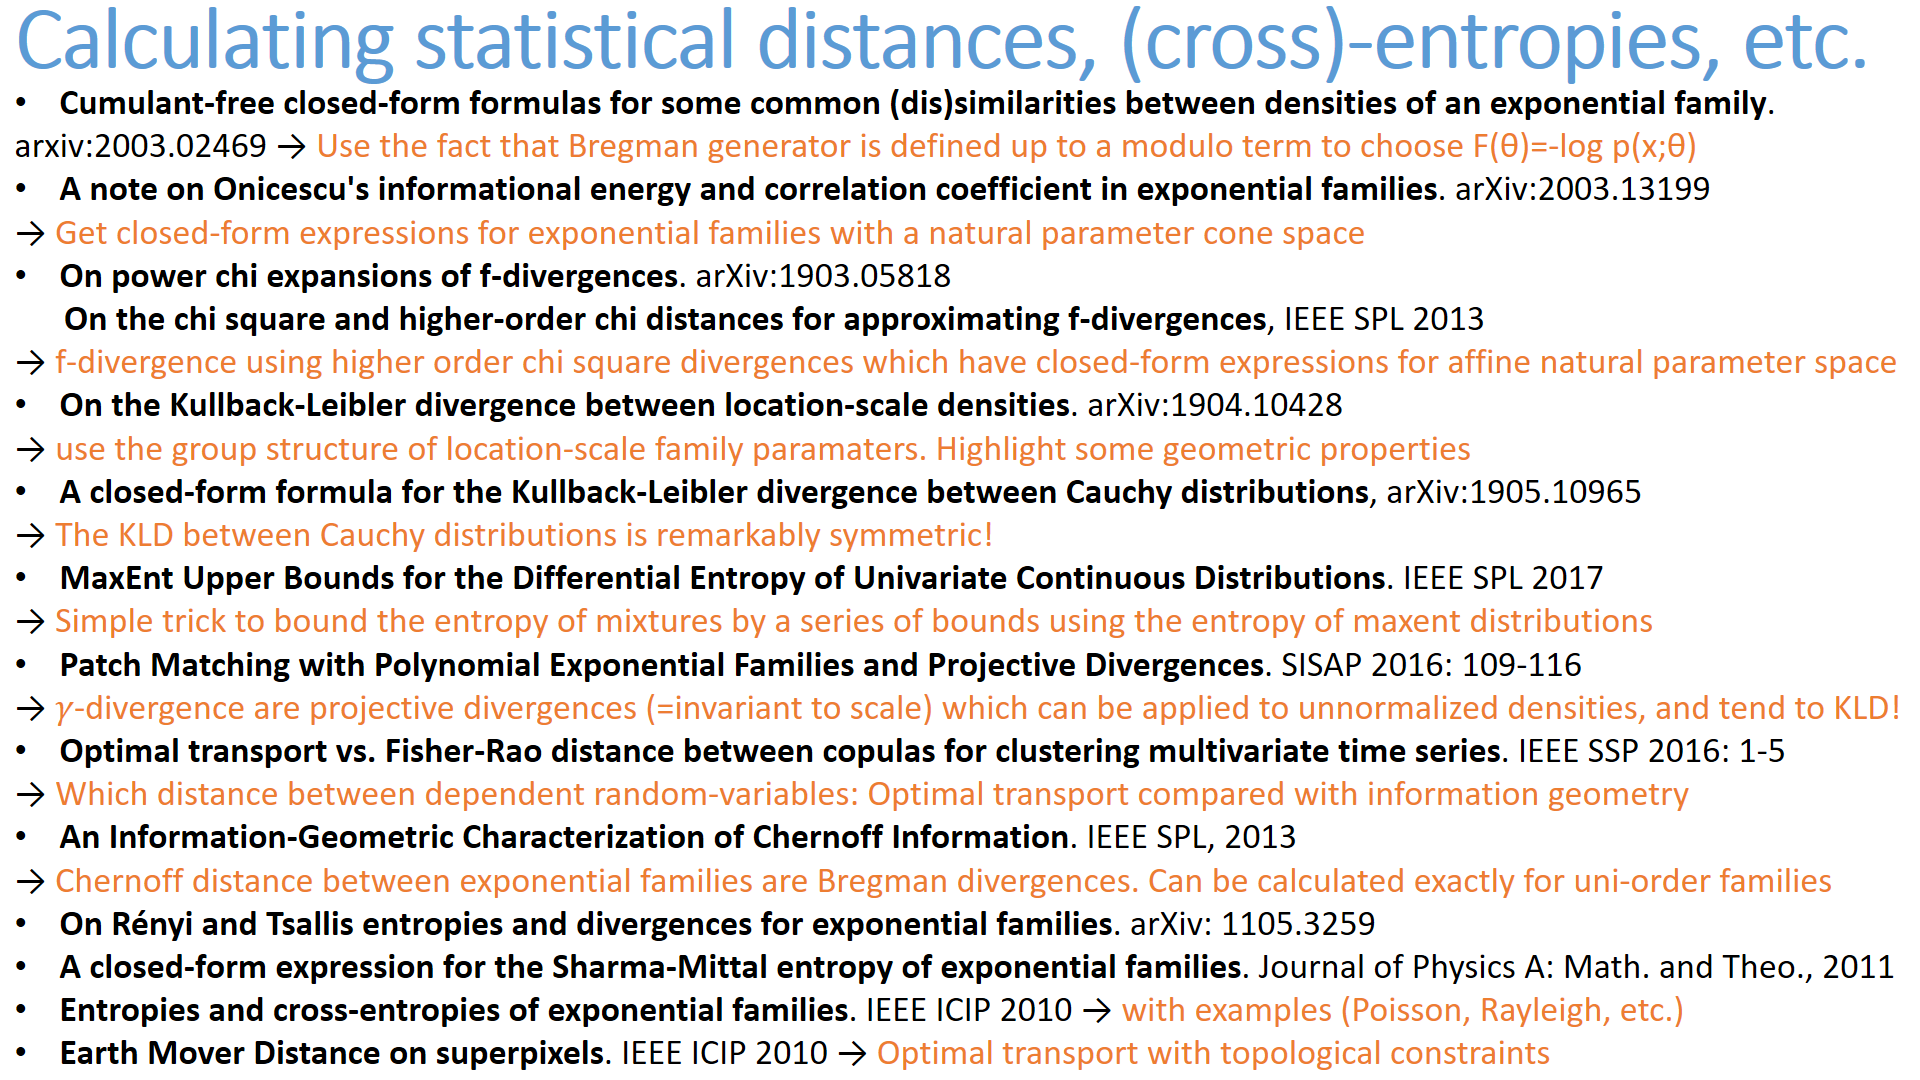 Calculating statistical distances, (cross)-entropies, etc.
• Cumulant-free closed-form formulas for some common (dis)similarities between densities of an exponential family.
arxiv:2003.02469 → Use the fact that Bregman generator is defined up to a modulo term to choose F(θ)=-log p(x;θ)
• A note on Onicescu's informational energy and correlation coefficient in exponential families. arXiv:2003.13199
→ Get closed-form expressions for exponential families with a natural parameter cone space
• On power chi expansions of f-divergences. arXiv:1903.05818
On the chi square and higher-order chi distances for approximating f-divergences, IEEE SPL 2013
→ f-divergence using higher order chi square divergences which have closed-form expressions for affine natural parameter space
• On the Kullback-Leibler divergence between location-scale densities. arXiv:1904.10428
→ use the group structure of location-scale family paramaters. Highlight some geometric properties
• A closed-form formula for the Kullback-Leibler divergence between Cauchy distributions, arXiv:1905.10965
→ The KLD between Cauchy distributions is remarkably symmetric!
• MaxEnt Upper Bounds for the Differential Entropy of Univariate Continuous Distributions. IEEE SPL 2017
→ Simple trick to bound the entropy of mixtures by a series of bounds using the entropy of maxent distributions
• Patch Matching with Polynomial Exponential Families and Projective Divergences. SISAP 2016: 109-116
→ γ-divergence are projective divergences (=invariant to scale) which can be applied to unnormalized densities, and tend to KLD!
• Optimal transport vs. Fisher-Rao distance between copulas for clustering multivariate time series. IEEE SSP 2016: 1-5
→ Which distance between dependent random-variables: Optimal transport compared with information geometry
• An Information-Geometric Characterization of Chernoff Information. IEEE SPL, 2013
→ Chernoff distance between exponential families are Bregman divergences. Can be calculated exactly for uni-order families
• On Rényi and Tsallis entropies and divergences for exponential families. arXiv: 1105.3259
• A closed-form expression for the Sharma-Mittal entropy of exponential families. Journal of Physics A: Math. and Theo., 2011
• Entropies and cross-entropies of exponential families. IEEE ICIP 2010 → with examples (Poisson, Rayleigh, etc.)
• Earth Mover Distance on superpixels. IEEE ICIP 2010 → Optimal transport with topological constraints